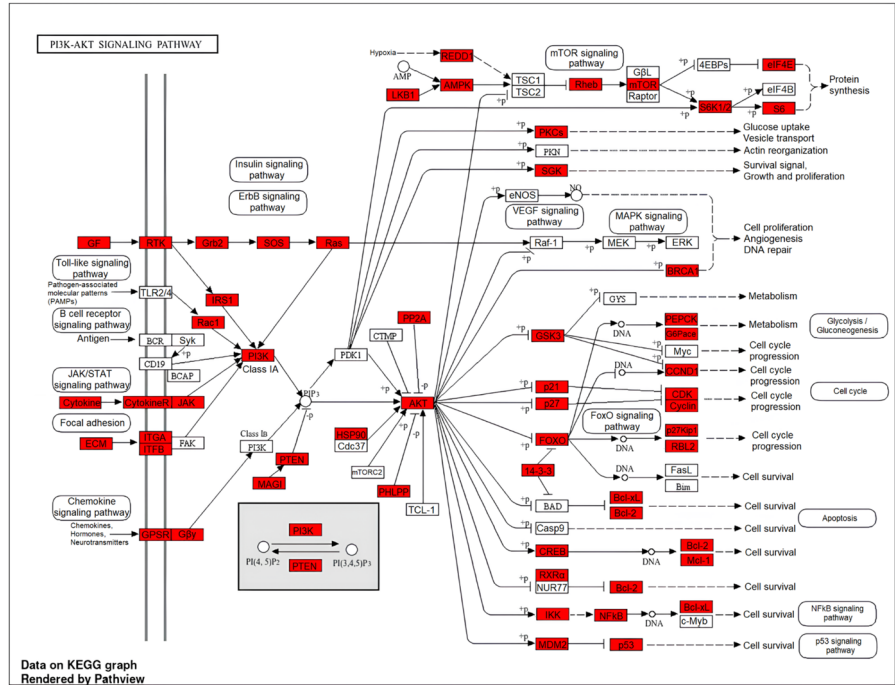 PI3K-AKT SIGNALING PATHWAY
Hypoxia
REDD1
AMP
LKB1
AMPK
TSC1
TSC2
Rheb
mTOR signaling
pathway
GβL
mTOR
Raptor
+p
4EBPs
eIF4E
+p
S6K1/2
+p
eIF4B
+p
S6
Protein
synthesis
+p
+p
PKCs
Glucose uptake
Vesicle transport
PKN
Actin reorganization
+p
SGK
Survival signal,
Growth and proliferation
Insulin signaling
pathway
ErbB signaling
pathway
+p
eNOS
NO
VEGF signaling
pathway
MAPK signaling
pathway
GF
RTK
Grb2
SOS
Ras
Raf-1
+p
MEK
+p
ERK
+p
BRCA1
Cell proliferation
Angiogenesis
DNA repair
Toll-like signaling
pathway
Pathogen-associated
molecular patterns
(PAMPs)
TLR2/4
IRS1
Rac1
B cell receptor
signaling pathway
Antigen
BCR
Syk
CD19
+p
BCAP
PI3K
Class IA
JAK/STAT
signaling pathway
Cytokine
CytokineR
JAK
Focal adhesion
ECM
ITGA
ITFB
FAK
Chemokine
signaling pathway
Chemokines,
Hormones,
Neurotransmitters
GPSR
Gβγ
Class IB
PI3K
MAGI
PTEN
-p
PIP3
PDK1
CTMP
PP2A
+p
-p
AKT
HSP90
Cdc37
mTORC2
+p
-p
PHLPP
TCL-1
PI3K
PI(4, 5)P2
PI(3,4,5)P3
PTEN
+p
GYS
Metabolism
+p
GSK3
PEPCK
G6Pace
DNA
Metabolism
Glycolysis /
Gluconeogenesis
+p
Myc
Cell cycle
progression
+p
DNA
CCND1
Cell cycle
progression
+p
p21
+p
p27
CDK
Cyclin
Cell cycle
progression
Cell cycle
FoxO signaling
pathway
+p
FOXO
DNA
p27Kip1
RBL2
Cell cycle
progression
14-3-3
DNA
FasL
Bim
Cell survival
+p
BAD
Bcl-xL
Bcl-2
Cell survival
Apoptosis
+p
Casp9
Cell survival
+p
CREB
DNA
Bcl-2
Mcl-1
Cell survival
+p
RXRα
NUR77
Bcl-2
Cell survival
+p
IKK
NFkB
DNA
Bcl-xL
c-Myb
Cell survival
NFkB signaling
pathway
+p
MDM2
p53
Cell survival
p53 signaling
pathway
Data on KEGG graph
Rendered by Pathview